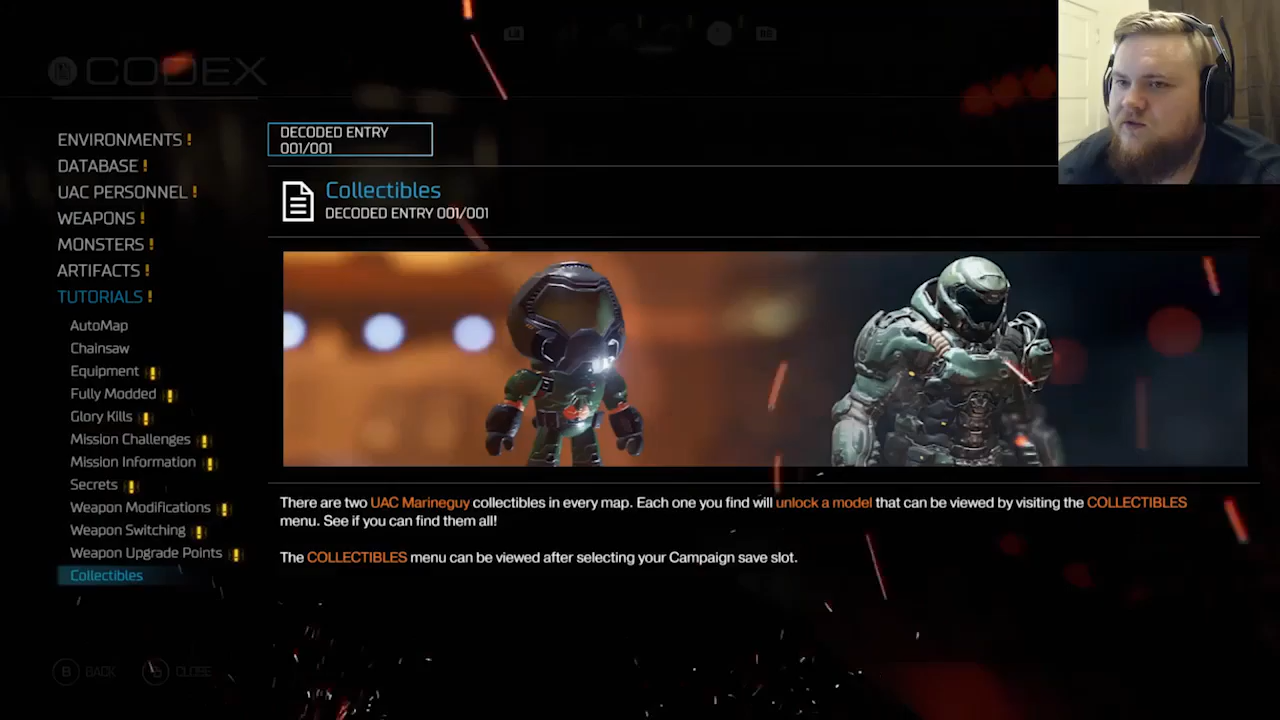 LB
RB
CODEX
ENVIRONMENTS !
DATABASE !
UAC PERSONNEL !
WEAPONS !
MONSTERS !
ARTIFACTS !
TUTORIALS !
AutoMap
Chainsaw
Equipment !
Fully Modded !
Glory Kills !
Mission Challenges !
Mission Information !
Secrets !
Weapon Modifications !
Weapon Switching !
Weapon Upgrade Points !
Collectibles
DECODED ENTRY
001/001
Collectibles
DECODED ENTRY 001/001
There are two UAC Marineguy collectibles in every map. Each one you find will unlock a model that can be viewed by visiting the COLLECTIBLES
menu. See if you can find them all!
The COLLECTIBLES menu can be viewed after selecting your Campaign save slot.
B BACK CLOSE